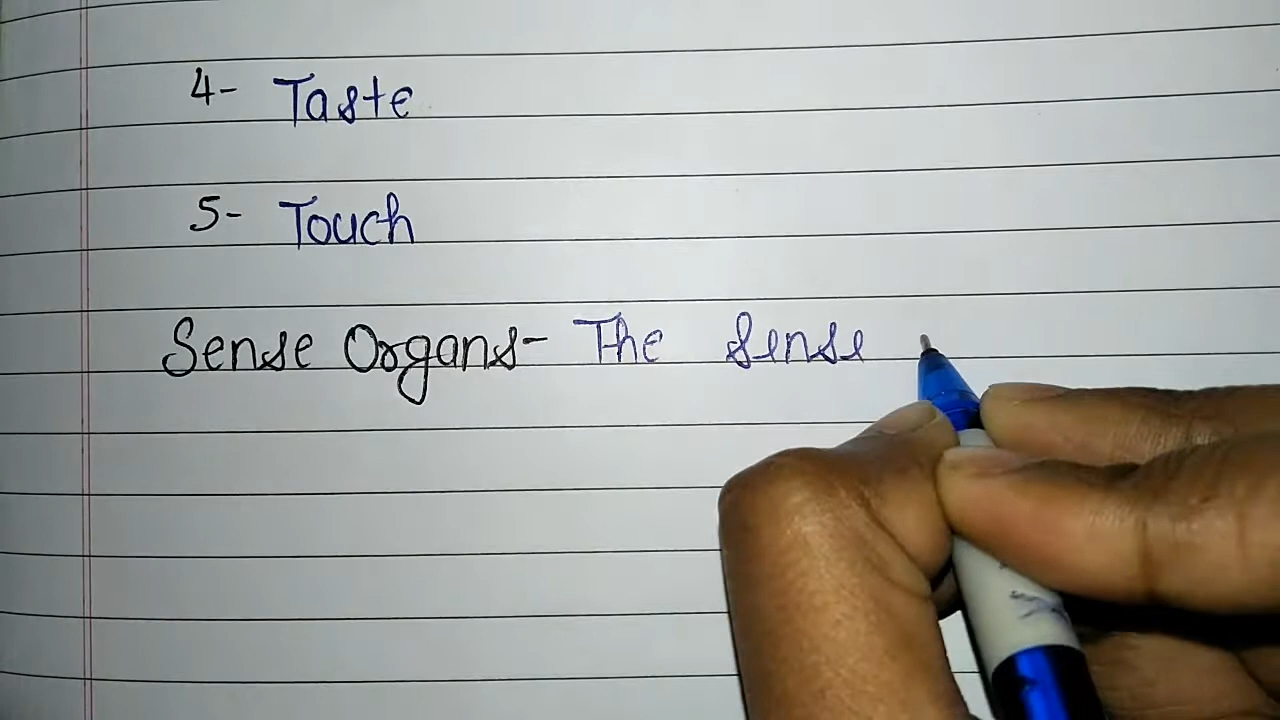 4- Taste
5- Touch
Sense Organs- The Sense